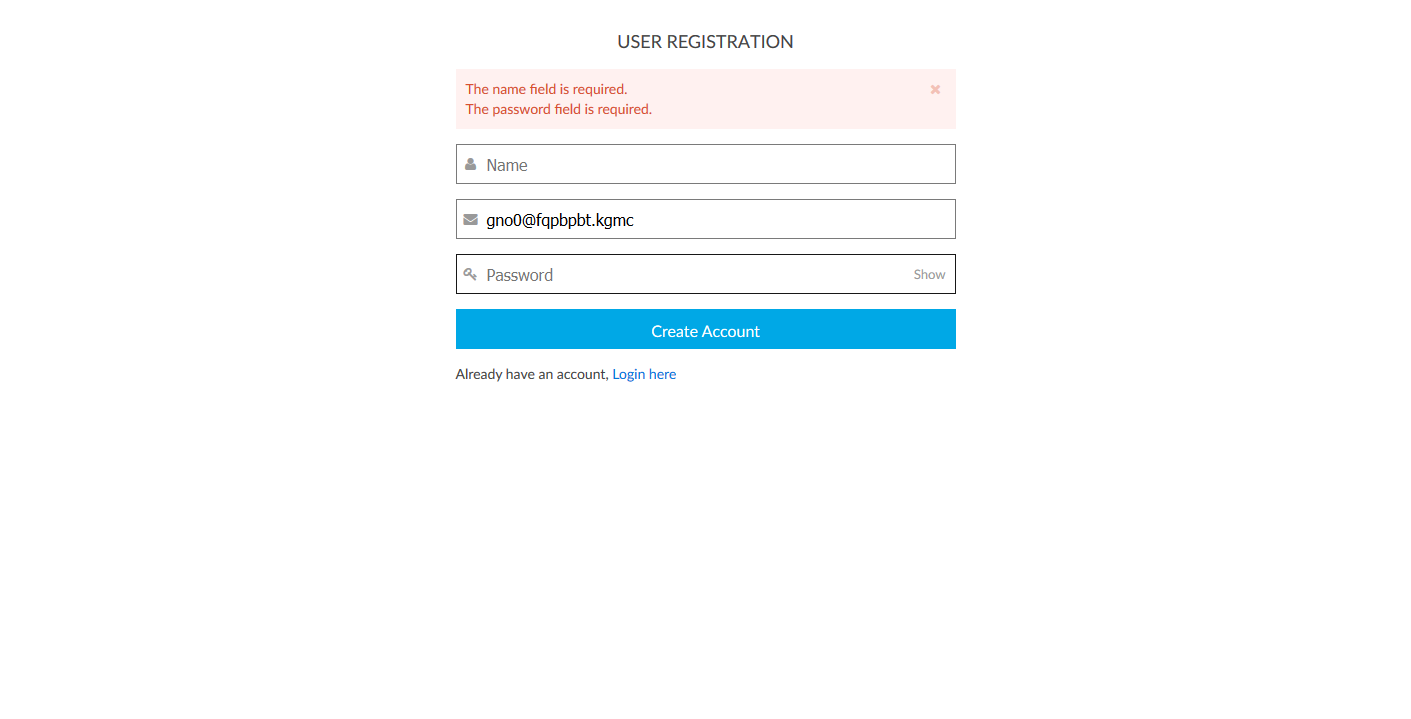 USER REGISTRATION
The name field is required.
The password field is required.
Name
gno0@fqpbpbt.kgmc
Password Show
Create Account
Already have an account, Login here